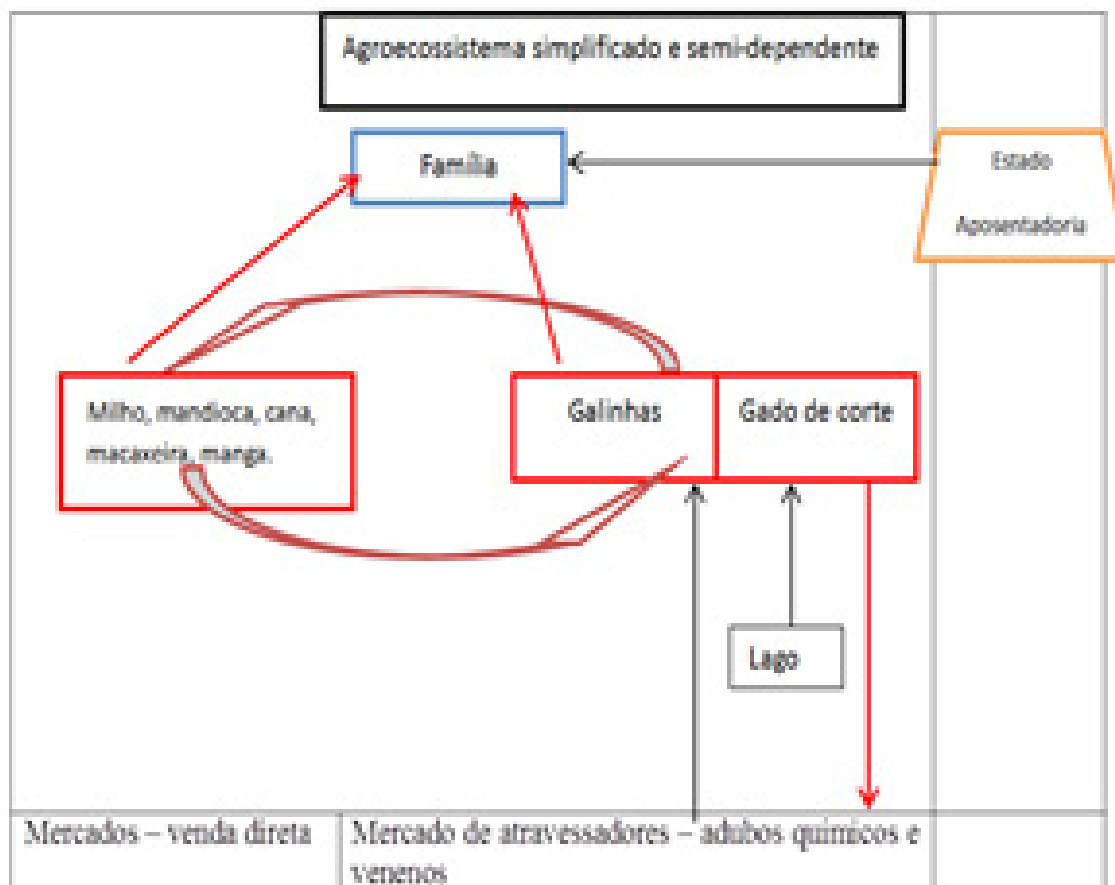 Agroecossistema simplificado e semi-dependente
Família
Estado
Aposentadoria
Milho, mandioca, cana,
macaxeira, manga.
Galinhas
Gado de corte
Lago
Mercados – venda direta
Mercado de atravessadores – adubos químicos e
venenos